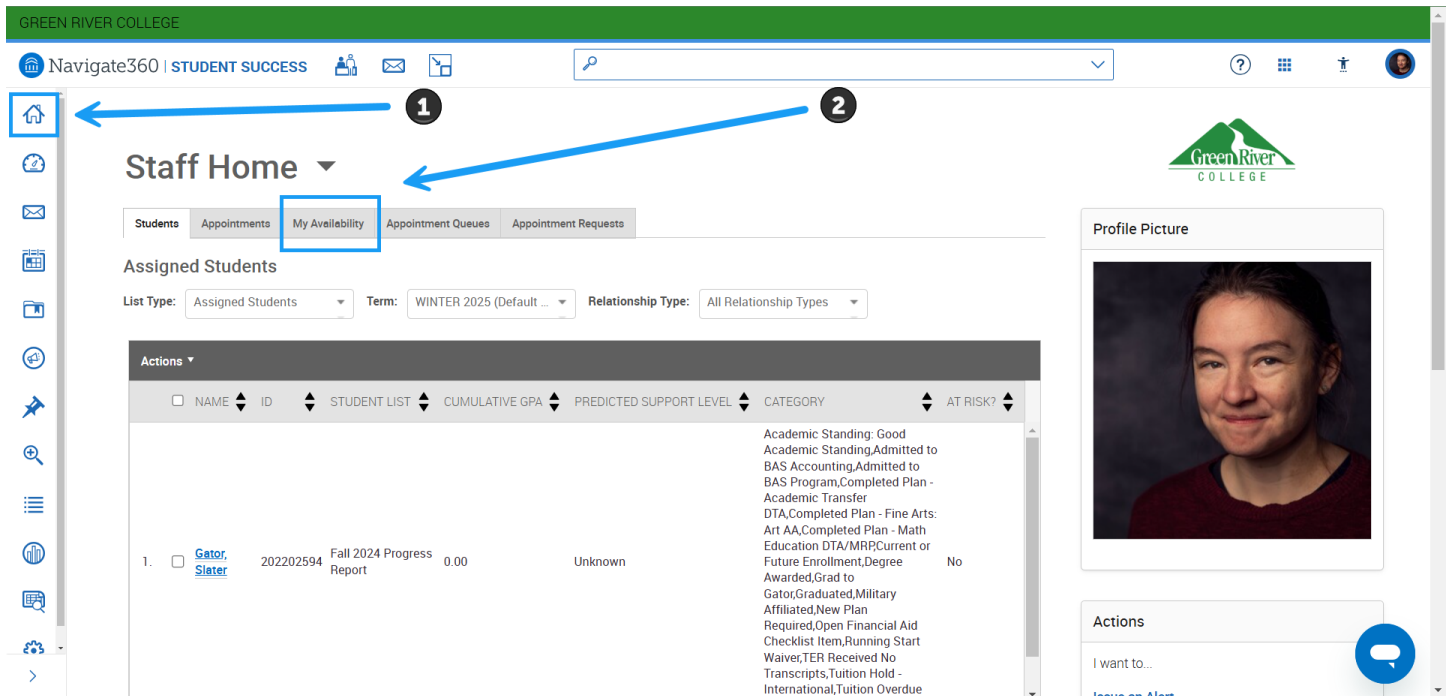 GREEN RIVER COLLEGE
Navigate360 | STUDENT SUCCESS
?
1
2
Staff Home
Green River
COLLEGE
Students Appointments My Availability Appointment Queues Appointment Requests
Profile Picture
Assigned Students
List Type: Assigned Students Term: WINTER 2025 (Default ... Relationship Type: All Relationship Types
Actions
NAME ID STUDENT LIST CUMULATIVE GPA PREDICTED SUPPORT LEVEL CATEGORY AT RISK?
Academic Standing: Good
Academic Standing,Admitted to
BAS Accounting,Admitted to
BAS Program,Completed Plan -
Academic Transfer
DTA,Completed Plan - Fine Arts:
Art AA,Completed Plan - Math
Education DTA/MRP,Current or
1. Gator, Slater 202202594 Fall 2024 Progress Report 0.00 Unknown Future Enrollment,Degree No
Awarded,Grad to
Gator,Graduated,Military
Affiliated,New Plan
Required,Open Financial Aid
Checklist Item,Running Start
Waiver,TER Received No
Transcripts,Tuition Hold -
International,Tuition Overdue
Actions
I want to...
Issue an Alert